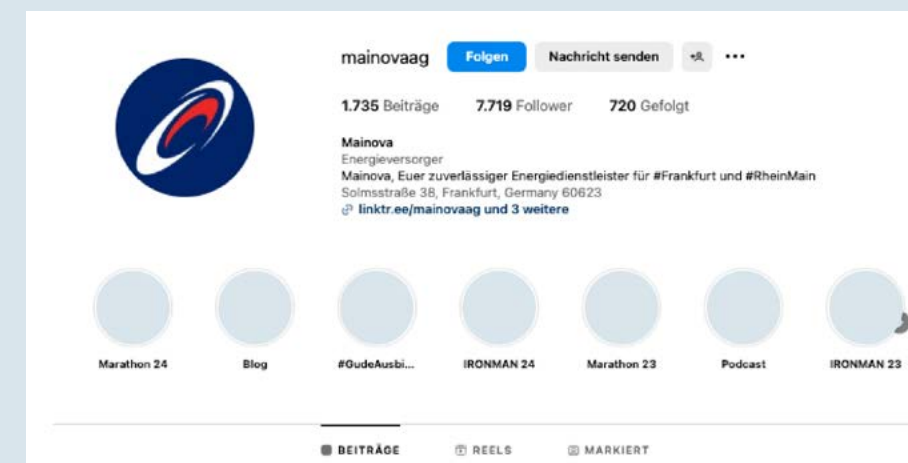 mainovaag Folgen Nachricht senden
1.735 Beiträge 7.719 Follower 720 Gefolgt
Mainova
Energieversorger
Mainova, Euer zuverlässiger Energiedienstleister für #Frankfurt und #RheinMain
Solmsstraße 38, Frankfurt, Germany 60623
linktr.ee/mainovaag und 3 weitere
Marathon 24 Blog #GudeAusbi... IRONMAN 24 Marathon 23 Podcast IRONMAN 23
BEITRÄGE REELS MARKIERT